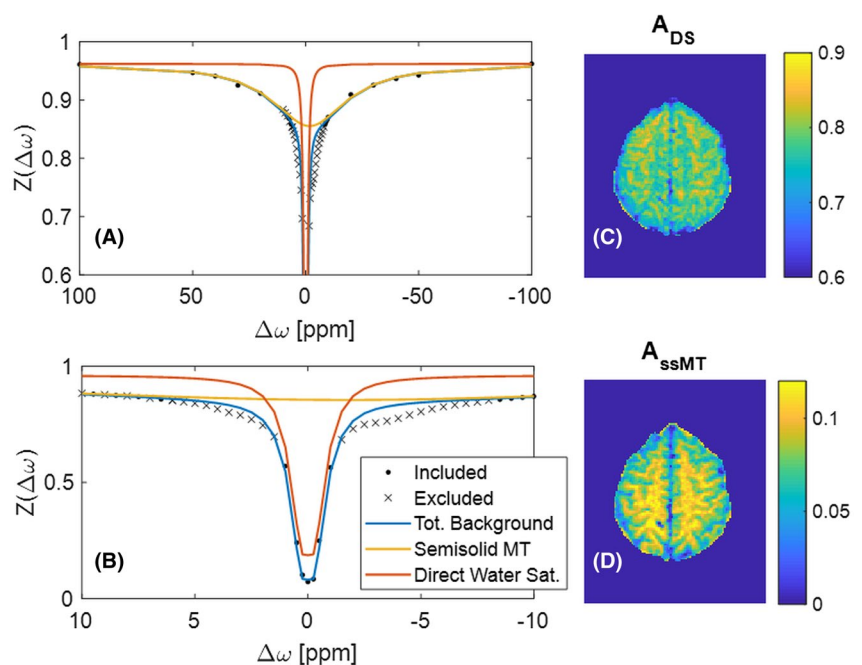 1
0.9
0.8
0.7
0.6
Z(Δω)
(A)
100
50
0
-50
-100
Δω [ppm]
A_DS
(C)
0.9
0.8
0.7
0.6
1
0.5
0
Z(Δω)
(B)
Included
Excluded
Tot. Background
Semisolid MT
Direct Water Sat.
10
5
0
-5
-10
Δω [ppm]
A_ssMT
(D)
0.1
0.05
0